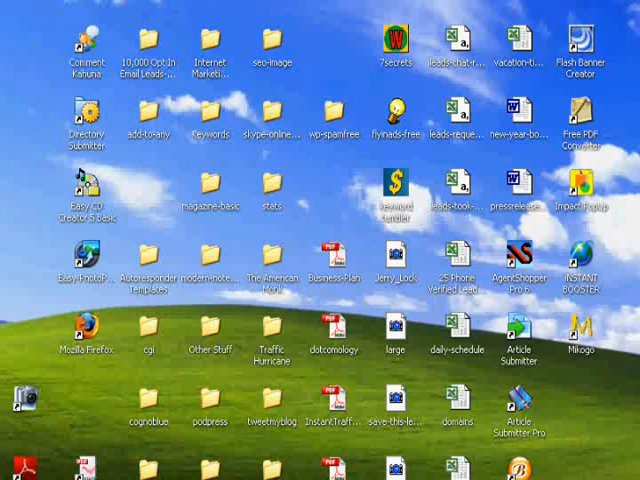 Comment Kahuna
10,000 Opt In Email Leads-...
Internet Marketi...
seo-image
7secrets
leads-chat-r...
vacation-ti...
Flash Banner Creator
Directory Submitter
add-to-any
Keywords
skype-online...
wp-spamfree
flyinads-free
leads-reque...
new-year-bo...
Free PDF Converter
Easy CD Creator 5 Basic
magazine-basic
stats
keyword tumbler
leads-took-...
pressrelease...
Impact Popup
Easy-PhotoP...
Autoresponder Templates
modern-note...
The American Monk
Business-Plan
Jerry_Lock
25 Phone Verified Lead...
AgentShopper Pro 6
iNSTANT BOOSTER
Mozilla Firefox
cgi
Other Stuff
Traffic Hurricane
dotcomology
large
daily-schedule
Article Submitter
Mikogo
cognoblue
podpress
tweetmyblog
InstantTraff...
save-this-le...
domains
Article Submitter Pro